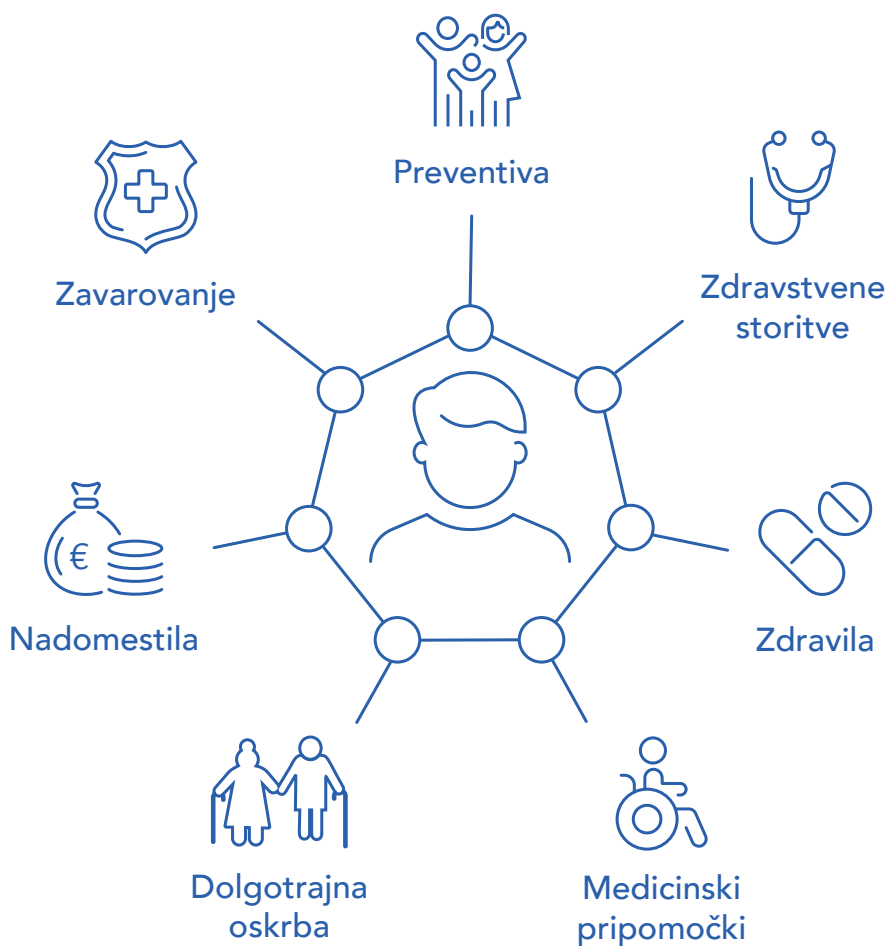 Preventiva
Zavarovanje
Zdravstvene
storitve
€
Nadomestila
Zdravila
Dolgotrajna
oskrba
Medicinski
pripomočki